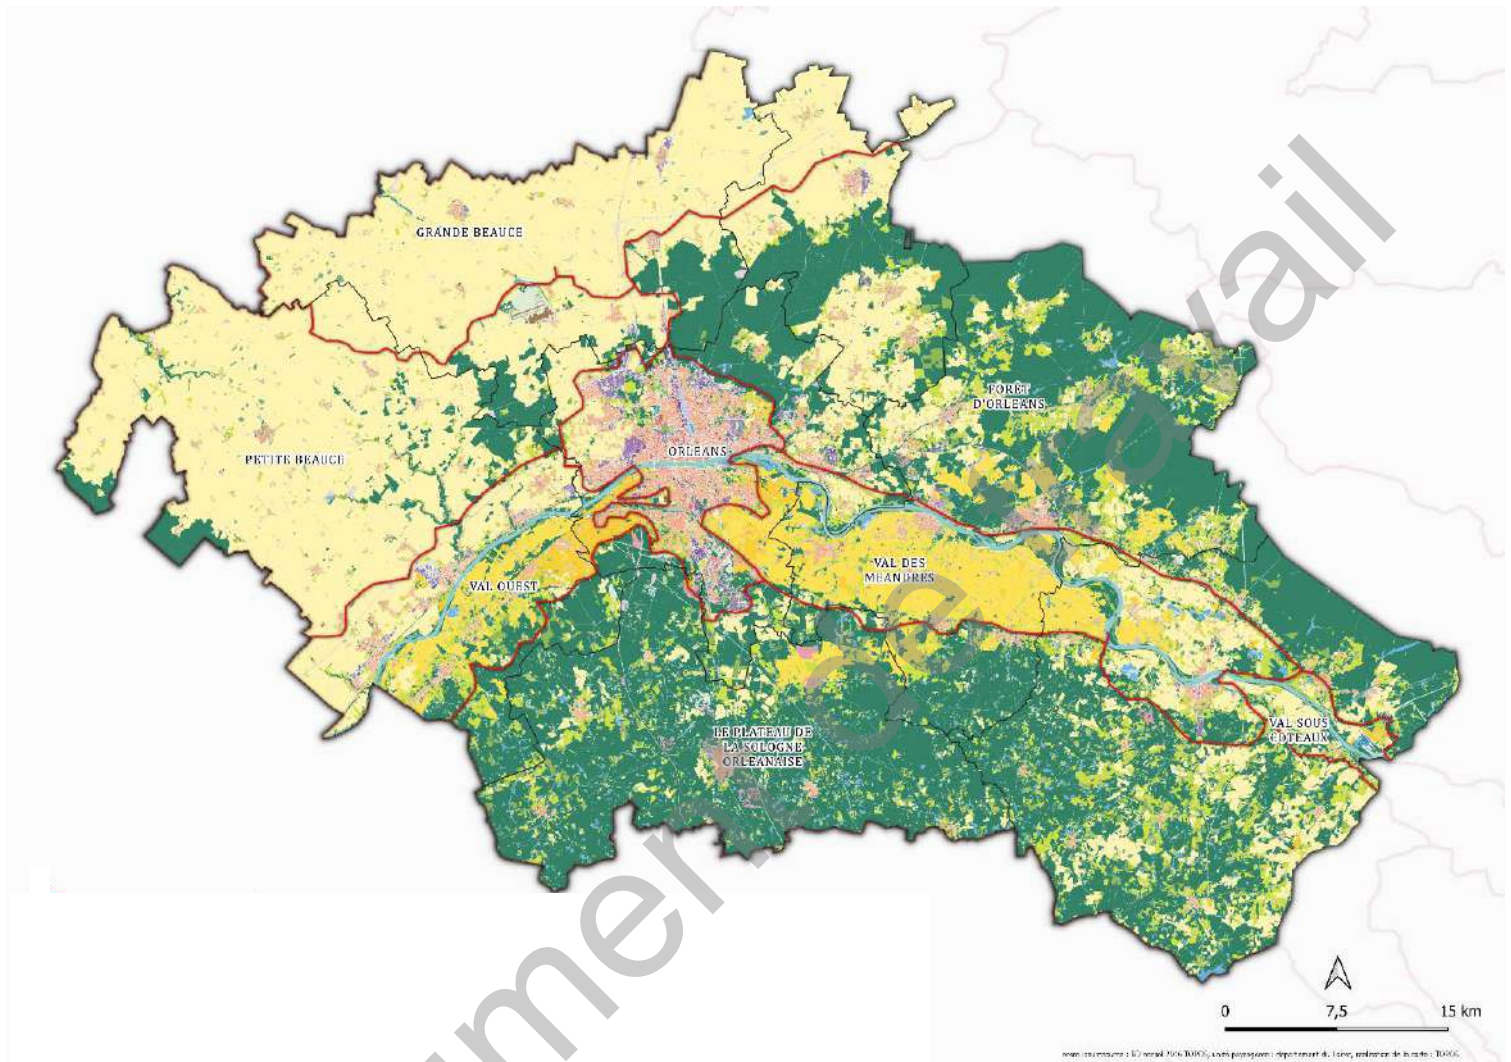 GRANDE BEAUCE
FORÊT
D'ORLEANS
ORLEANS
PETITE BEAUCE
VAL DES
MEANDRES
VAL OUEST
LE PLATEAU DE
LA SOLOGNE
ORLEANAISE
VAL SOUS
COTEAUX
0 7,5 15 km
de